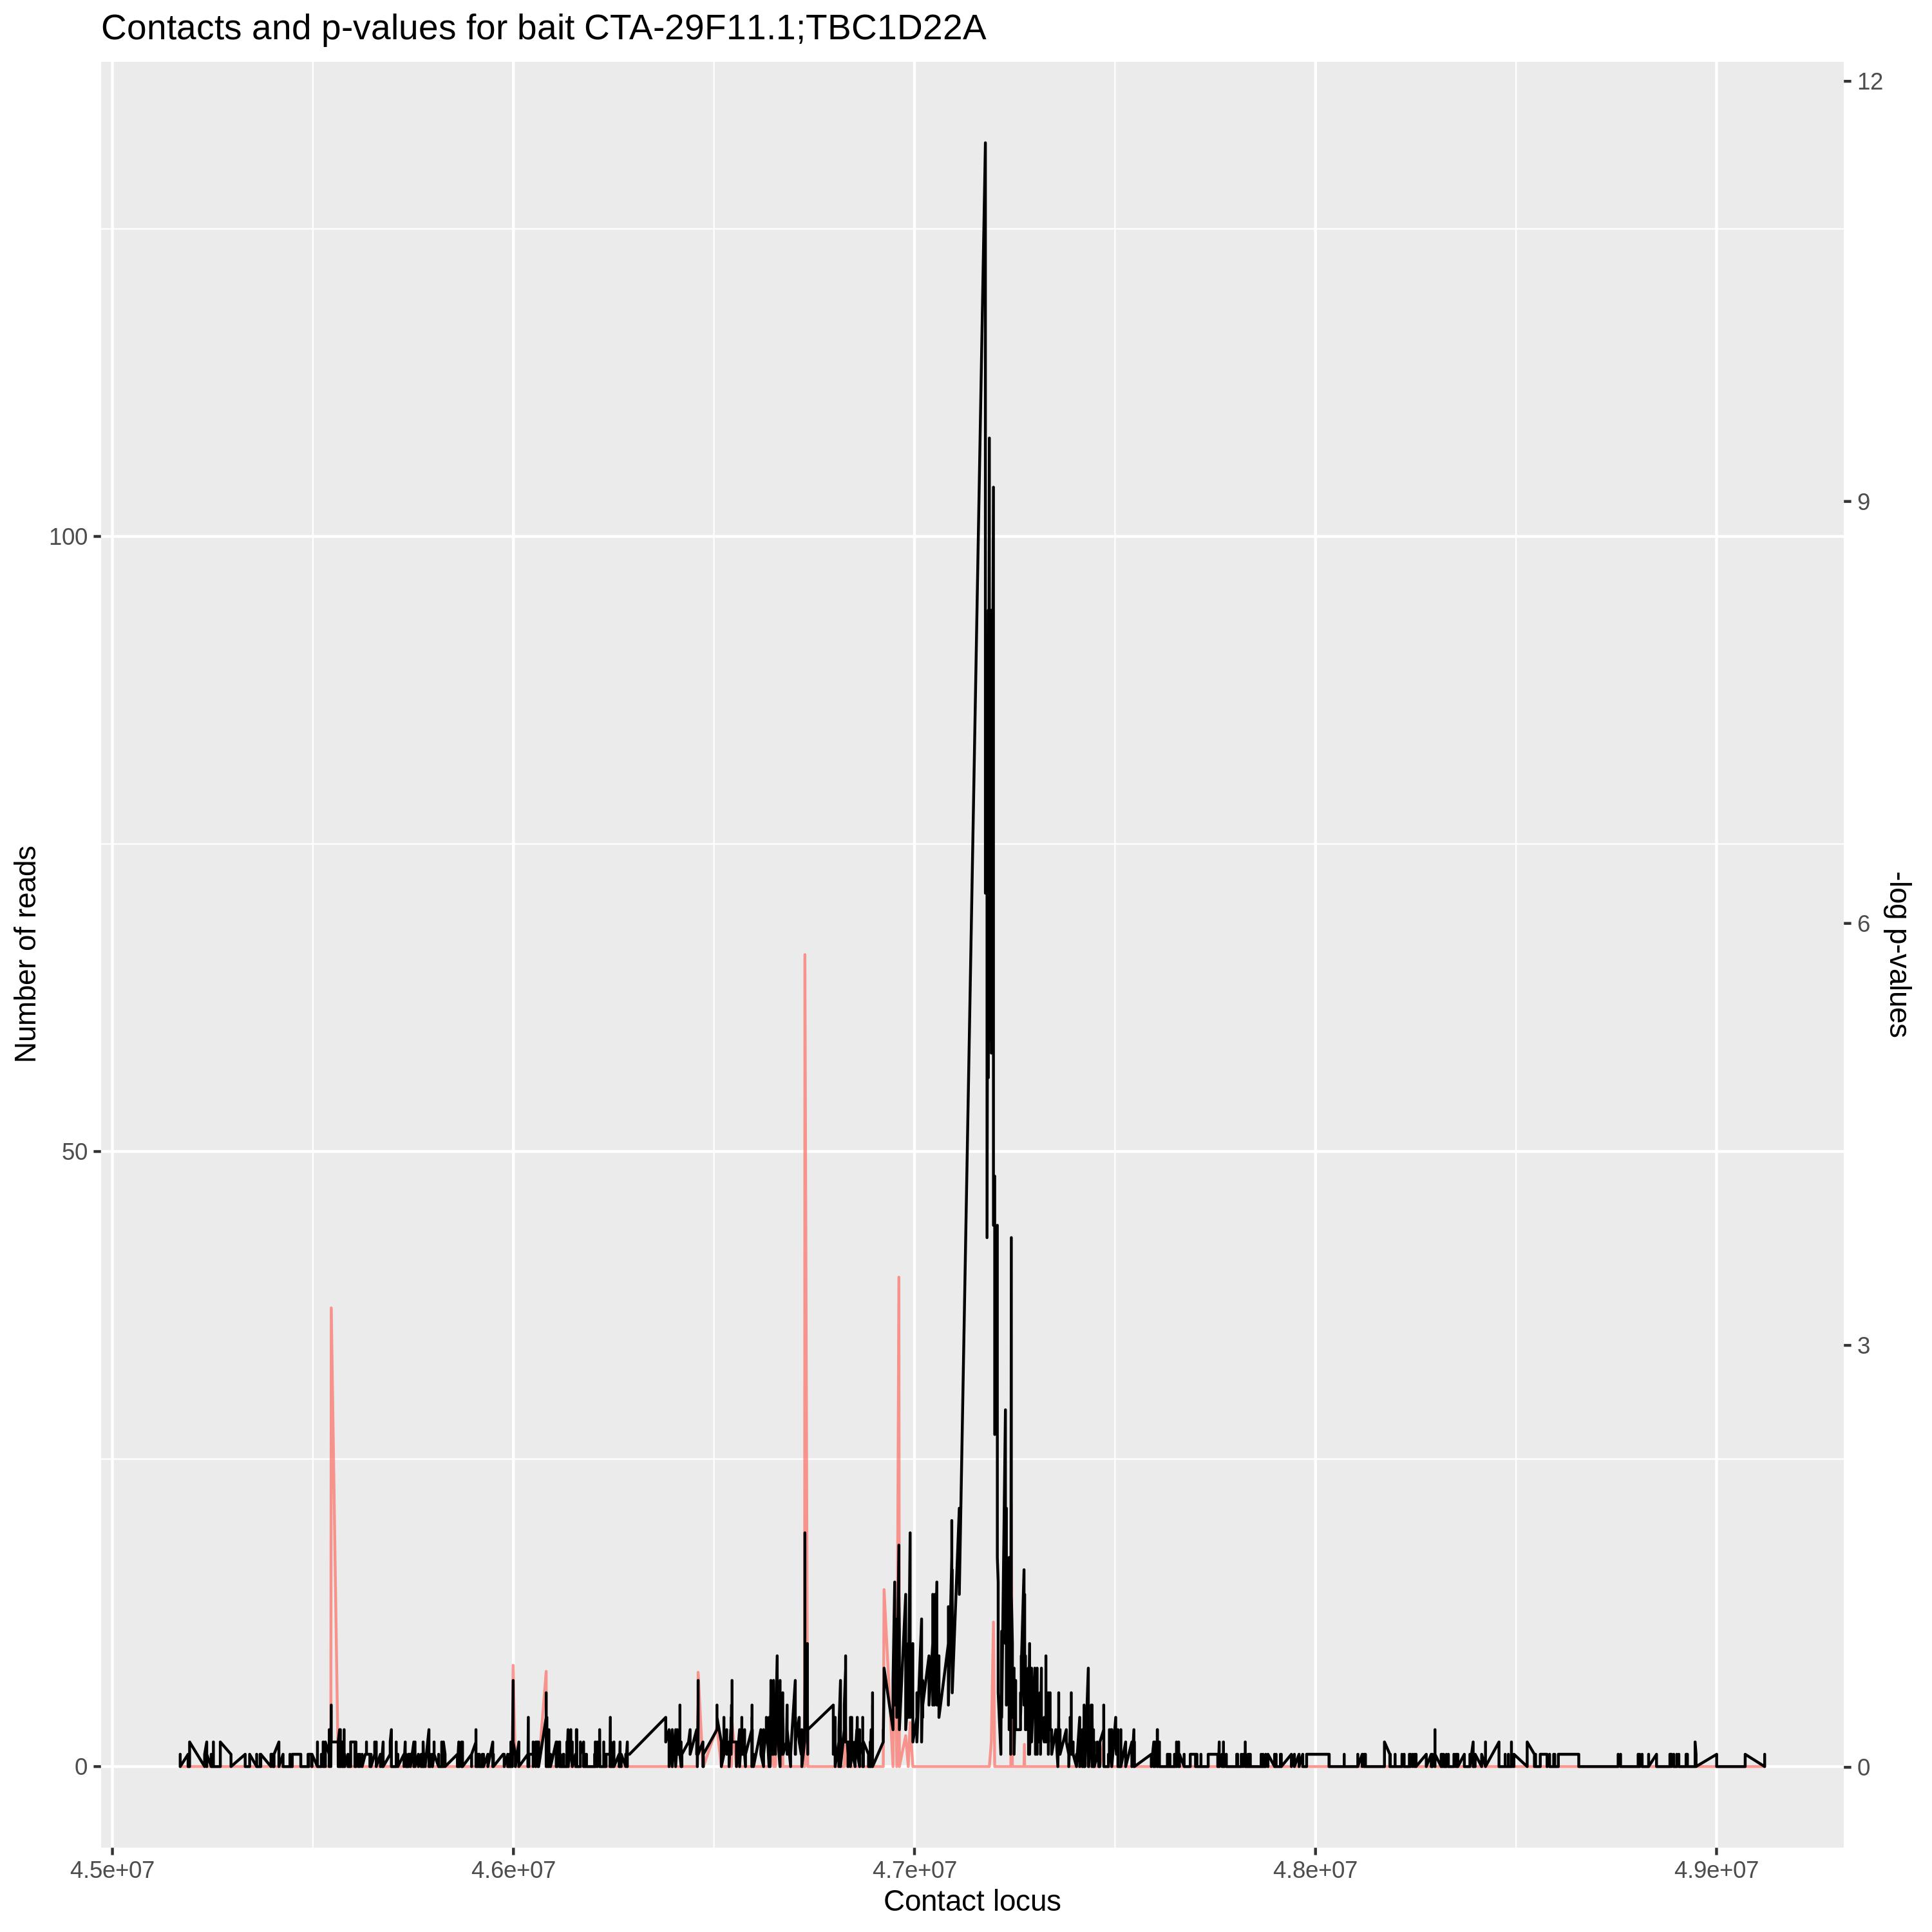 Contacts and p-values for bait CTA-29F11.1;TBC1D22A
12
9
100
6
Number of reads
-log p-values
50
3
0
0
4.5e+07
4.6e+07
4.7e+07
4.8e+07
4.9e+07
Contact locus